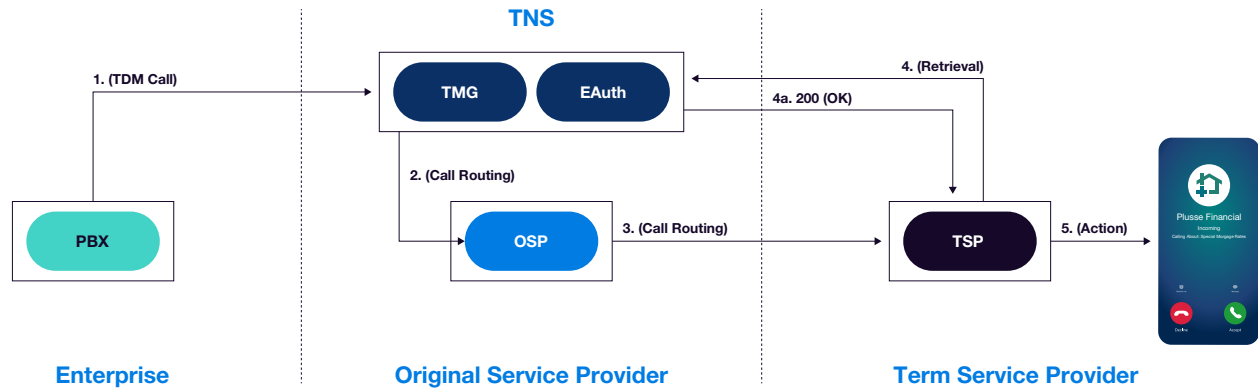 TNS
1. (TDM Call)
TMG
EAuth
4. (Retrieval)
4a. 200 (OK)
2. (Call Routing)
PBX
OSP
3. (Call Routing)
TSP
5. (Action)
Plusse Financial
Incoming
Calling About: Special Morgage Rates
Decline
Accept
Enterprise
Original Service Provider
Term Service Provider